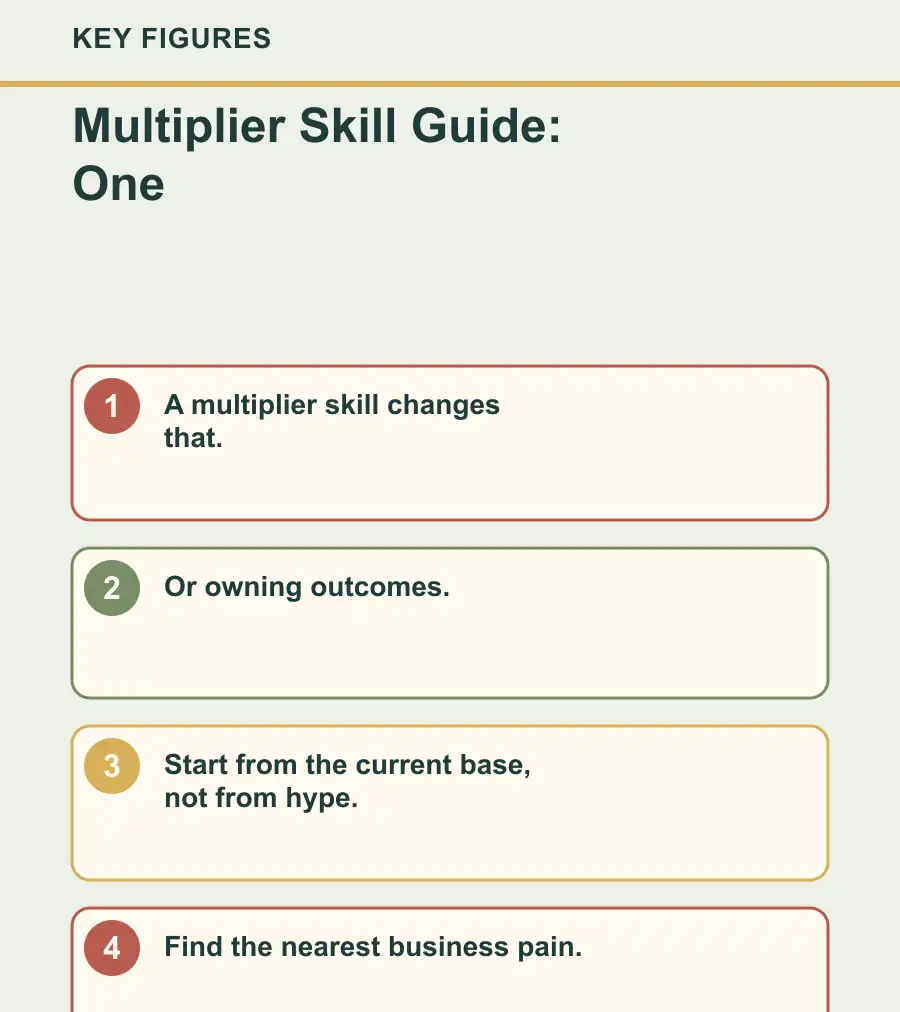 KEY FIGURES
Multiplier Skill Guide:
One
1
A multiplier skill changes
that.
2
Or owning outcomes.
3
Start from the current base,
not from hype.
4
Find the nearest business pain.